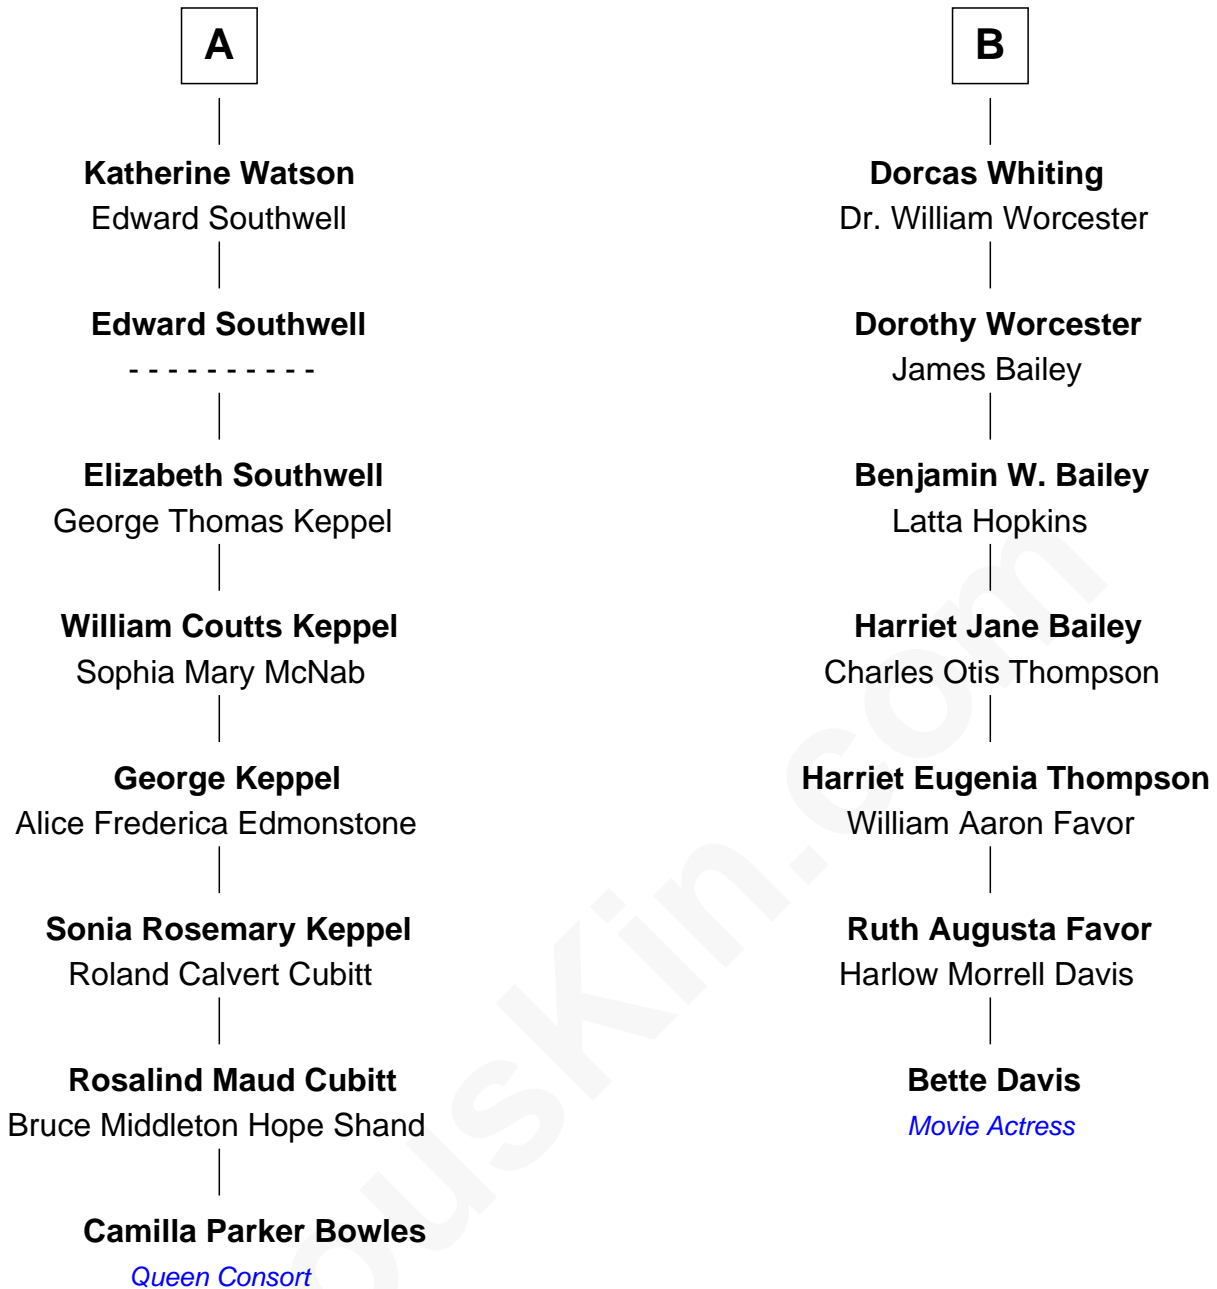 A
Katherine Watson
Edward Southwell
Edward Southwell
- - - - - - - - - -
Elizabeth Southwell
George Thomas Keppel
William Coutts Keppel
Sophia Mary McNab
George Keppel
Alice Frederica Edmonstone
Sonia Rosemary Keppel
Roland Calvert Cubitt
Rosalind Maud Cubitt
Bruce Middleton Hope Shand
Camilla Parker Bowles
Queen Consort
B
Dorcas Whiting
Dr. William Worcester
Dorothy Worcester
James Bailey
Benjamin W. Bailey
Latta Hopkins
Harriet Jane Bailey
Charles Otis Thompson
Harriet Eugenia Thompson
William Aaron Favor
Ruth Augusta Favor
Harlow Morrell Davis
Bette Davis
Movie Actress
ousKin.com